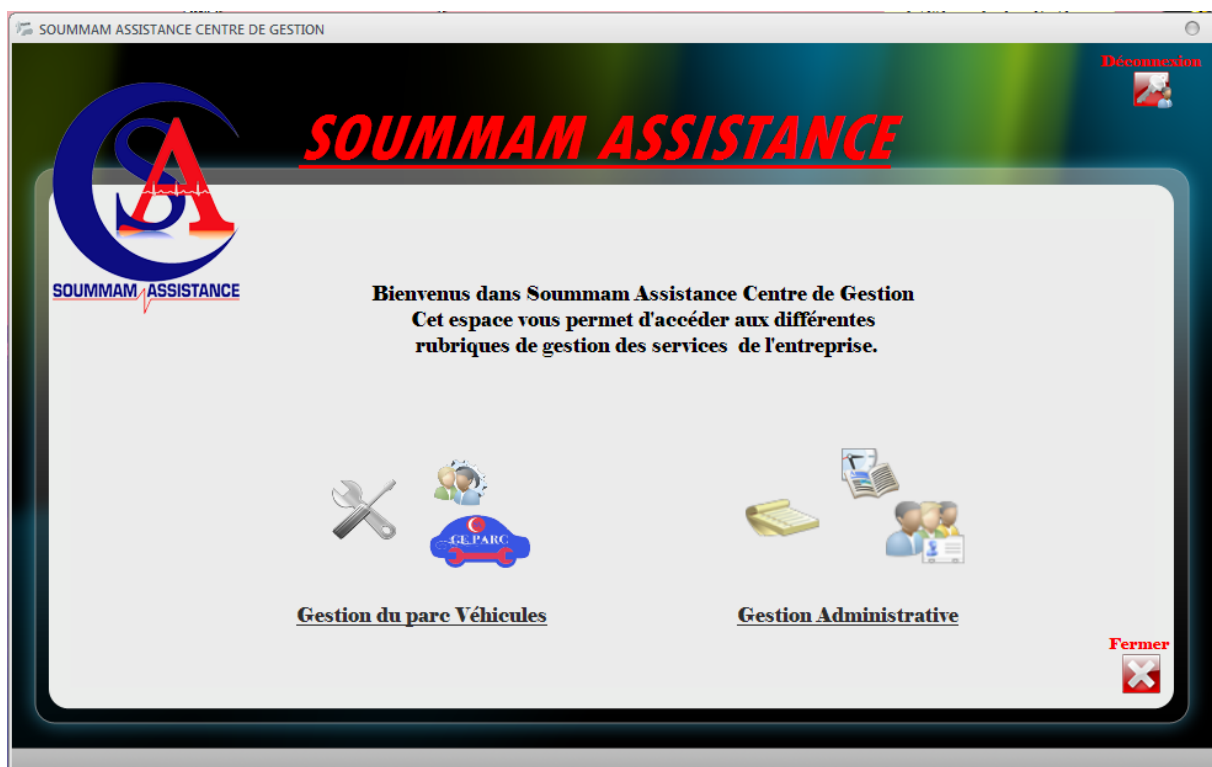 SOUMMAM ASSISTANCE CENTRE DE GESTION
Déconnexion
SOUMMAM ASSISTANCE
SA
SOUMMAM ASSISTANCE
Bienvenus dans Soummam Assistance Centre de Gestion
Cet espace vous permet d'accéder aux différentes
rubriques de gestion des services de l'entreprise.
GE PARC
Gestion du parc Véhicules
Gestion Administrative
Fermer